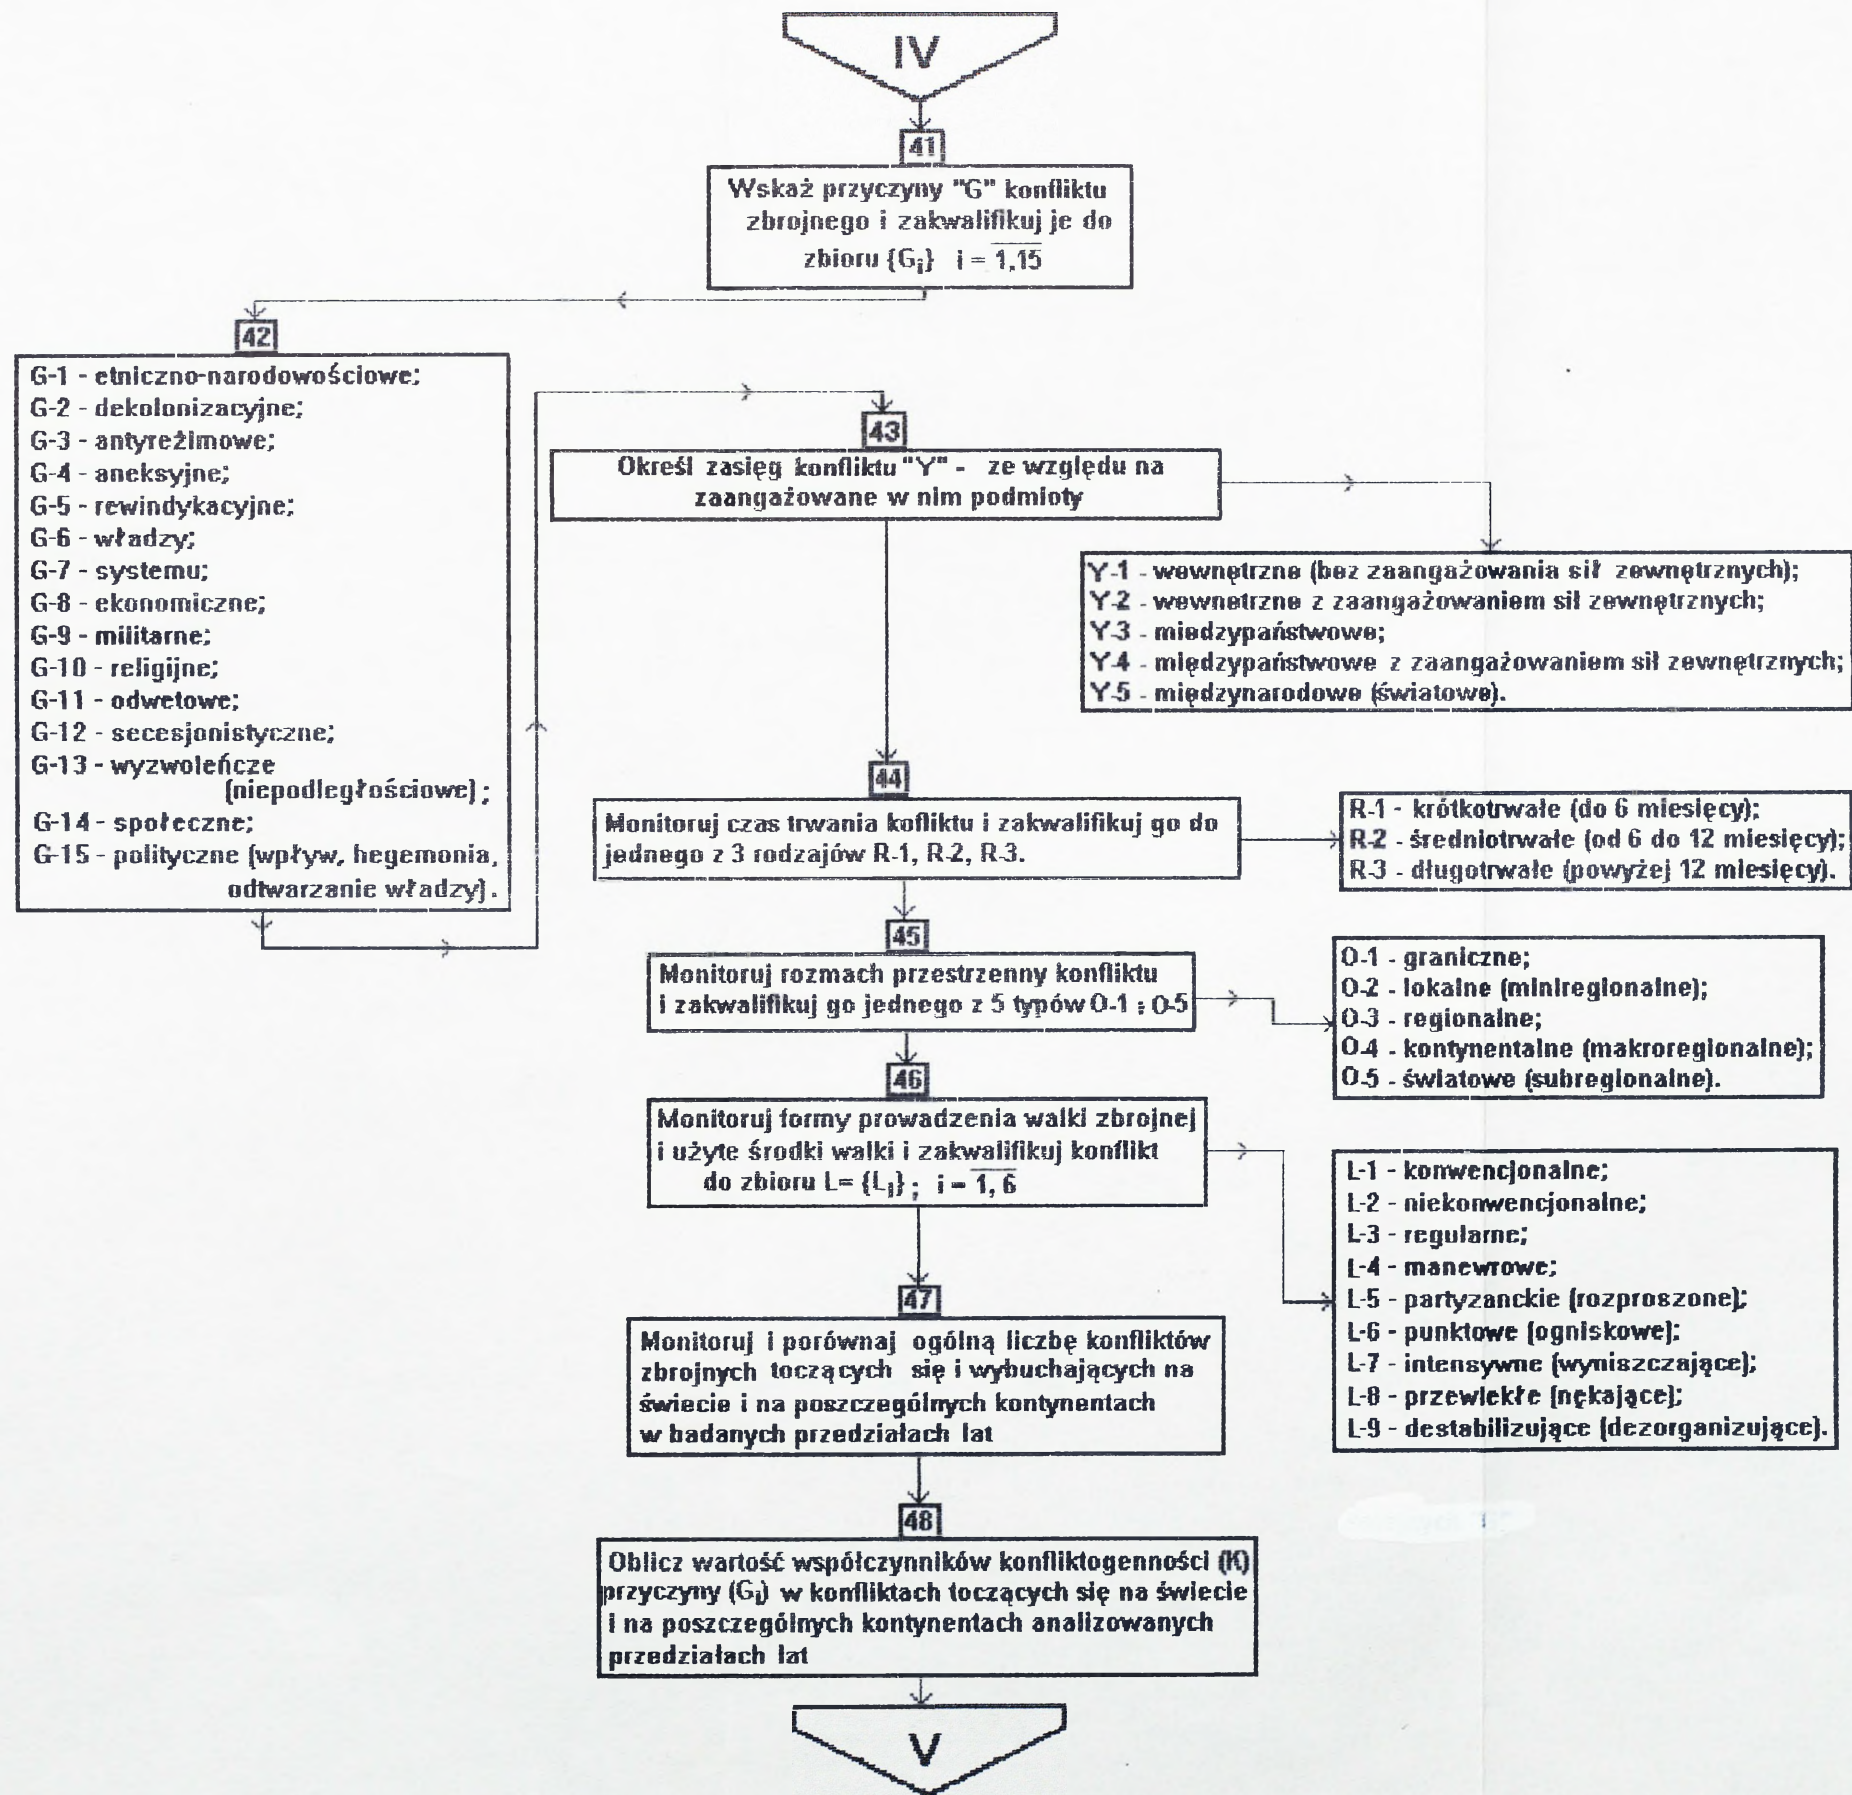 IV
41
Wskaż przyczyny "G" konfliktu
zbrojnego i zakwalifikuj je do
zbioru {Gᵢ} i = 1,15
42
G-1 - etniczno-narodowościowe;
G-2 - dekolonizacyjne;
G-3 - antyreżimowe;
G-4 - aneksyjne;
G-5 - rewindykacyjne;
G-6 - władzy;
G-7 - systemu;
G-8 - ekonomiczne;
G-9 - militarne;
G-10 - religijne;
G-11 - odwetowe;
G-12 - secesjonistyczne;
G-13 - wyzwoleńcze
(niepodległościowe) ;
G-14 - społeczne;
G-15 - polityczne (wpływ, hegemonia,
odtwarzanie władzy).
43
Określ zasięg konfliktu "Y" - ze względu na
zaangażowane w nim podmioty
Y-1 - wewnętrzne (bez zaangażowania sił zewnętrznych);
Y-2 - wewnetrzne z zaangażowaniem sił zewnętrznych;
Y-3 - miedzypaństwowe;
Y-4 - międzypaństwowe z zaangażowaniem sił zewnętrznych;
Y-5 - międzynarodowe (światowe).
44
Monitoruj czas trwania kofliktu i zakwalifikuj go do
jednego z 3 rodzajów R-1, R-2, R-3.
R-1 - krótkotrwałe (do 6 miesięcy);
R-2 - średniotrwałe (od 6 do 12 miesięcy);
R-3 - długotrwałe (powyżej 12 miesięcy).
45
Monitoruj rozmach przestrzenny konfliktu
i zakwalifikuj go jednego z 5 typów O-1 ÷ O-5
O-1 - graniczne;
O-2 - lokalne (miniregionalne);
O-3 - regionalne;
O-4 - kontynentalne (makroregionalne);
O-5 - światowe (subregionalne).
46
Monitoruj formy prowadzenia walki zbrojnej
i użyte środki walki i zakwalifikuj konflikt
do zbioru L= {Lᵢ} ; i = 1, 6
L-1 - konwencjonalne;
L-2 - niekonwencjonalne;
L-3 - regularne;
L-4 - manewrowe;
L-5 - partyzanckie (rozproszone);
L-6 - punktowe (ogniskowe);
L-7 - intensywne (wyniszczające);
L-8 - przewlekłe (nękające);
L-9 - destabilizujące (dezorganizujące).
47
Monitoruj i porównaj ogólną liczbę konfliktów
zbrojnych toczących się i wybuchających na
świecie i na poszczególnych kontynentach
w badanych przedziałach lat
48
Oblicz wartość współczynników konfliktogenności (K)
przyczyny (Gᵢ) w konfliktach toczących się na świecie
i na poszczególnych kontynentach analizowanych
przedziałach lat
V